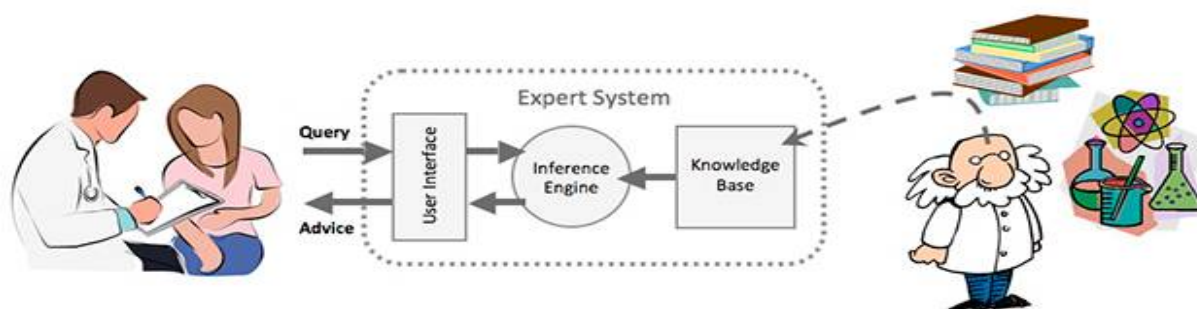 Expert System
Query
Advice
User Interface
Inference
Engine
Knowledge
Base